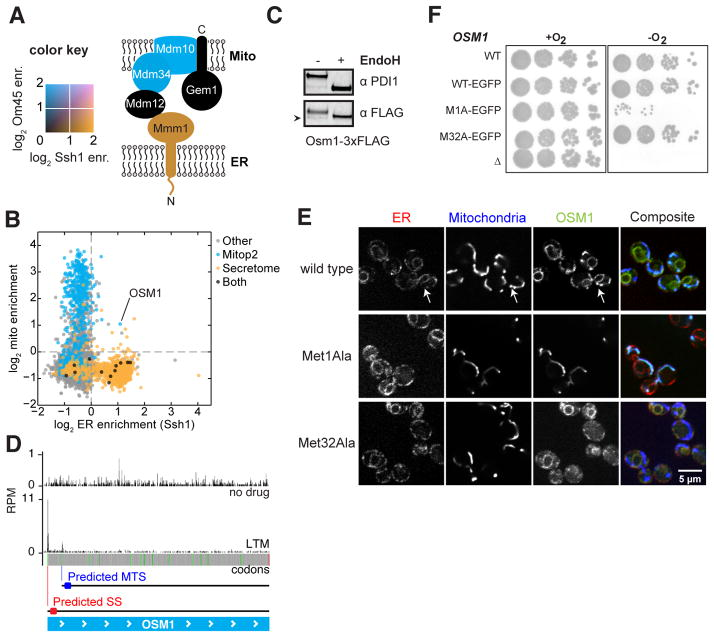 A
color key
log2 Om45 enr.
2
1
0
0 1 2
log2 Ssh1 enr.
C
Mdm10
Mito
Mdm34
Gem1
Mdm12
Mmm1
ER
N
C
- + EndoH
α PDI1
α FLAG
Osm1-3xFLAG
F
OSM1 +O2 -O2
WT
WT-EGFP
M1A-EGFP
M32A-EGFP
Δ
B
Other
Mitop2
Secretome
Both
OSM1
log2 mito enrichment
4
3
2
1
0
-1
−2 −1 0 1 2 3 4
log2 ER enrichment (Ssh1)
E
ER Mitochondria OSM1 Composite
wild type
Met1Ala
Met32Ala
5 µm
D
RPM
1
0
no drug
11
0
LTM
codons
Predicted MTS
Predicted SS
OSM1